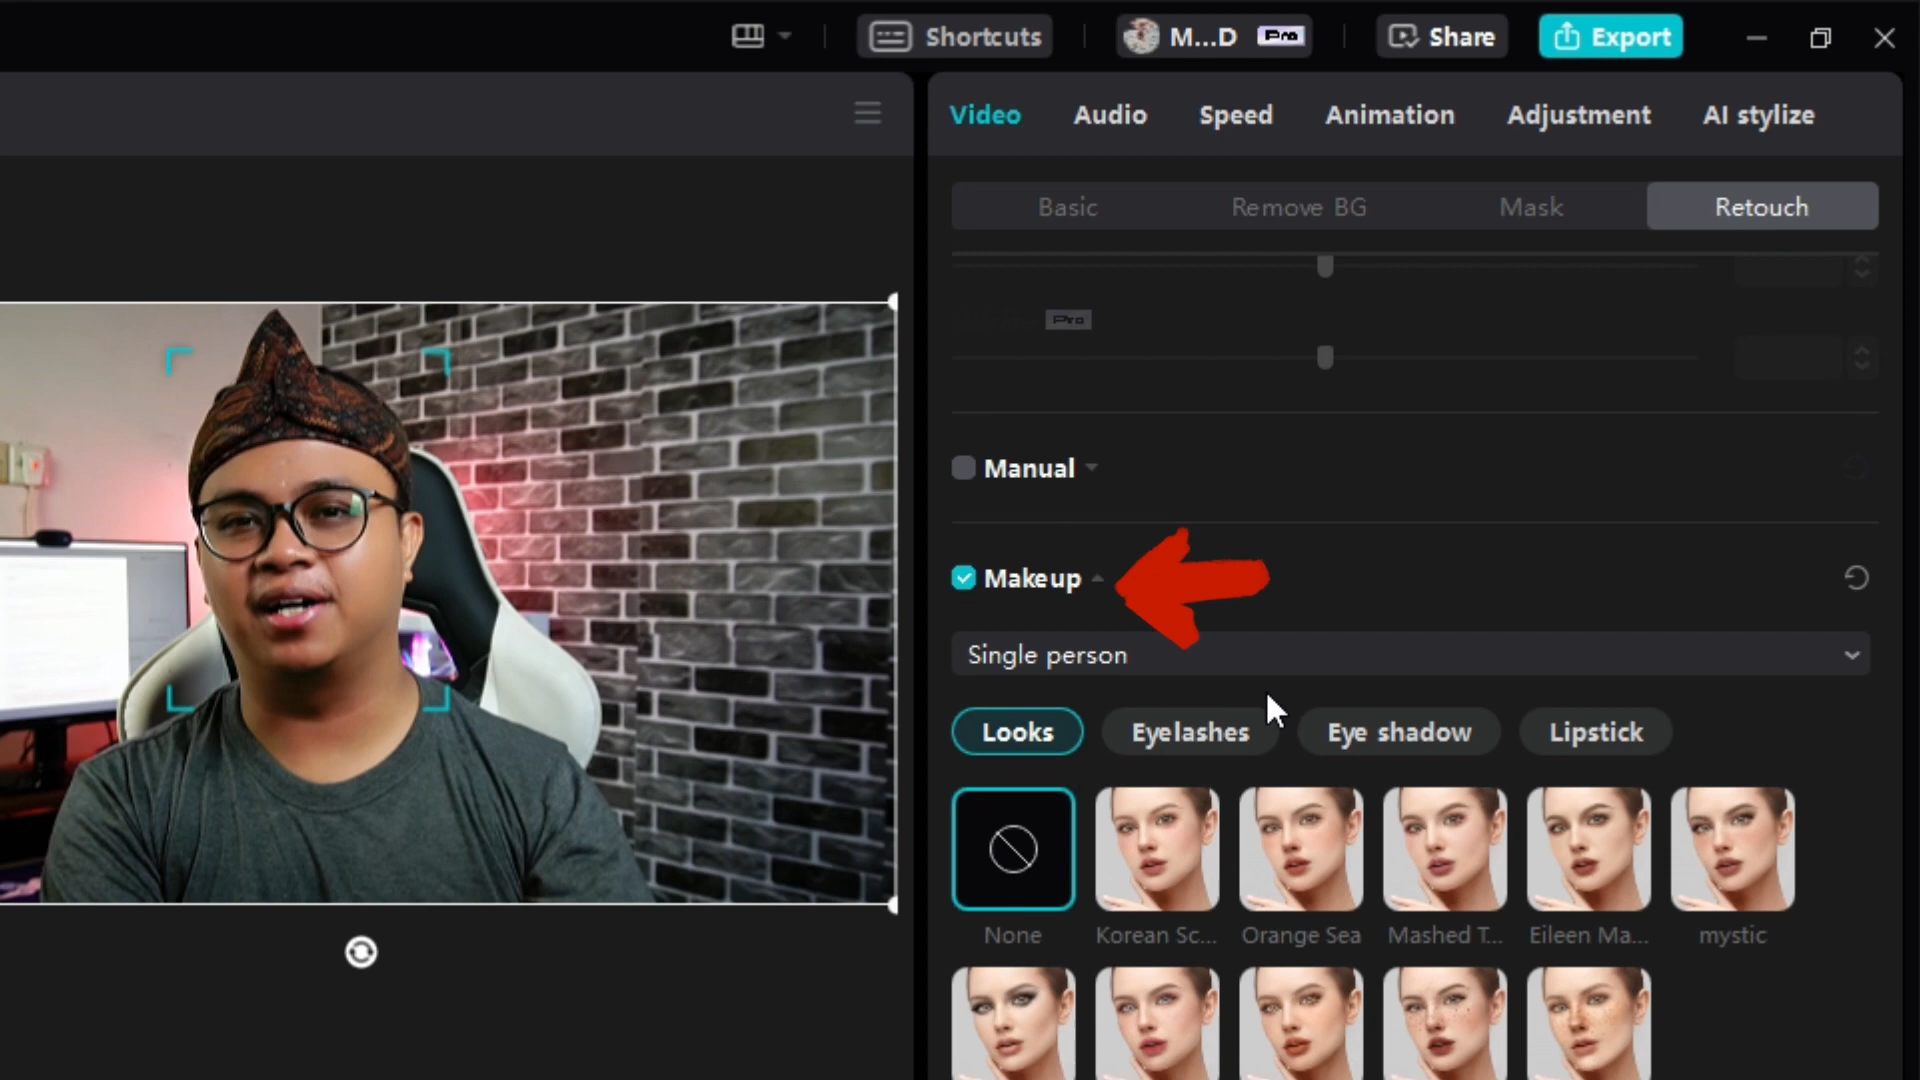 Shortcuts M...D Pro Share Export
Video Audio Speed Animation Adjustment AI stylize
Basic Remove BG Mask Retouch
Pro
Manual
Makeup
Single person
Looks Eyelashes Eye shadow Lipstick
None Korean Sc... Orange Sea Mashed T... Eileen Ma... mystic